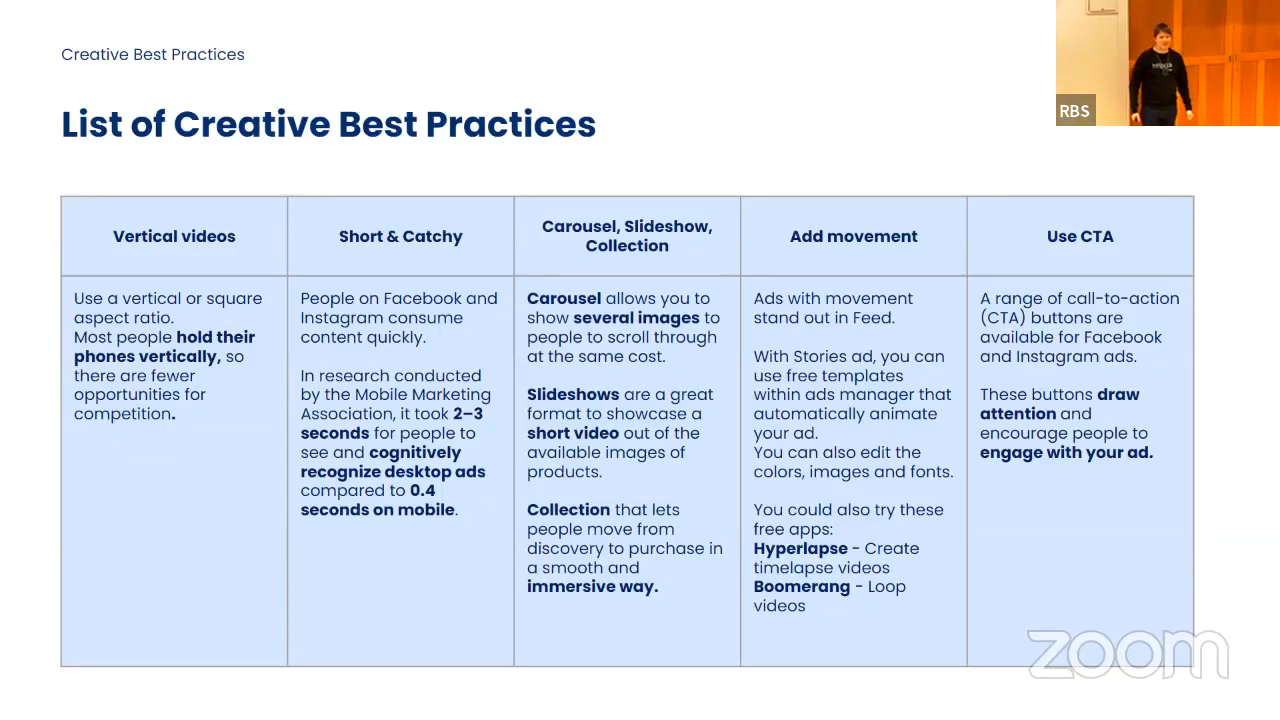 Creative Best Practices
RBS
List of Creative Best Practices
Vertical videos
Short & Catchy
Carousel, Slideshow,
Collection
Add movement
Use CTA
Use a vertical or square
aspect ratio.
Most people hold their
phones vertically, so
there are fewer
opportunities for
competition.
People on Facebook and
Instagram consume
content quickly.
In research conducted
by the Mobile Marketing
Association, it took 2–3
seconds for people to
see and cognitively
recognize desktop ads
compared to 0.4
seconds on mobile.
Carousel allows you to
show several images to
people to scroll through
at the same cost.
Slideshows are a great
format to showcase a
short video out of the
available images of
products.
Collection that lets
people move from
discovery to purchase in
a smooth and
immersive way.
Ads with movement
stand out in Feed.
With Stories ad, you can
use free templates
within ads manager that
automatically animate
your ad.
You can also edit the
colors, images and fonts.
You could also try these
free apps:
Hyperlapse - Create
timelapse videos
Boomerang - Loop
videos
A range of call-to-action
(CTA) buttons are
available for Facebook
and Instagram ads.
These buttons draw
attention and
encourage people to
engage with your ad.
zoom